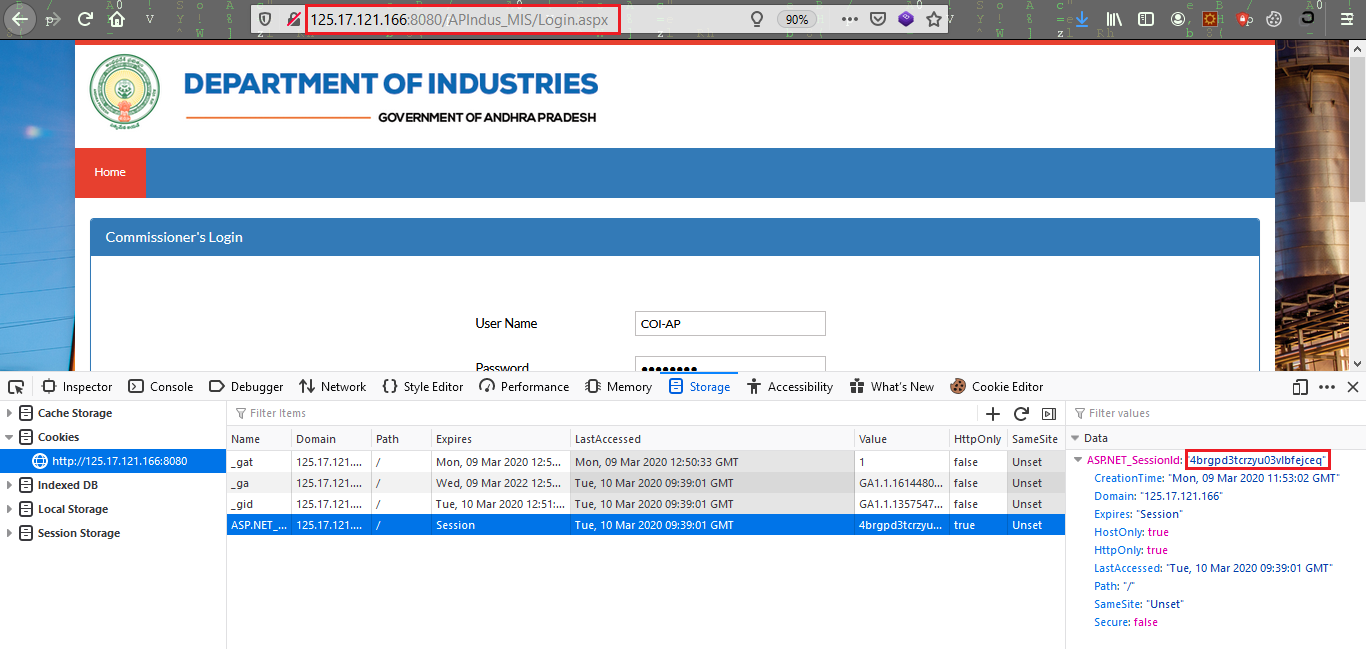 125.17.121.166:8080/APIndus_MIS/Login.aspx
90%
DEPARTMENT OF INDUSTRIES
GOVERNMENT OF ANDHRA PRADESH
Home
Commissioner's Login
User Name
COI-AP
Password
Inspector Console Debugger Network Style Editor Performance Memory Storage Accessibility What's New Cookie Editor
Cache Storage
Cookies
http://125.17.121.166:8080
Indexed DB
Local Storage
Session Storage
Filter Items
Name Domain Path Expires LastAccessed Value HttpOnly SameSite
_gat 125.17.121.... / Mon, 09 Mar 2020 12:5... Mon, 09 Mar 2020 12:50:33 GMT 1 false Unset
_ga 125.17.121.... / Wed, 09 Mar 2022 12:5... Tue, 10 Mar 2020 09:39:01 GMT GA1.1.1614480... false Unset
_gid 125.17.121.... / Tue, 10 Mar 2020 12:51:... Tue, 10 Mar 2020 09:39:01 GMT GA1.1.1357547... false Unset
ASP.NET_... 125.17.121.... / Session Tue, 10 Mar 2020 09:39:01 GMT 4brgpd3tcrzyu... true Unset
Filter values
Data
ASP.NET_SessionId: "4brgpd3tcrzyu03vlbfejceq"
CreationTime: "Mon, 09 Mar 2020 11:53:02 GMT"
Domain: "125.17.121.166"
Expires: "Session"
HostOnly: true
HttpOnly: true
LastAccessed: "Tue, 10 Mar 2020 09:39:01 GMT"
Path: "/"
SameSite: "Unset"
Secure: false